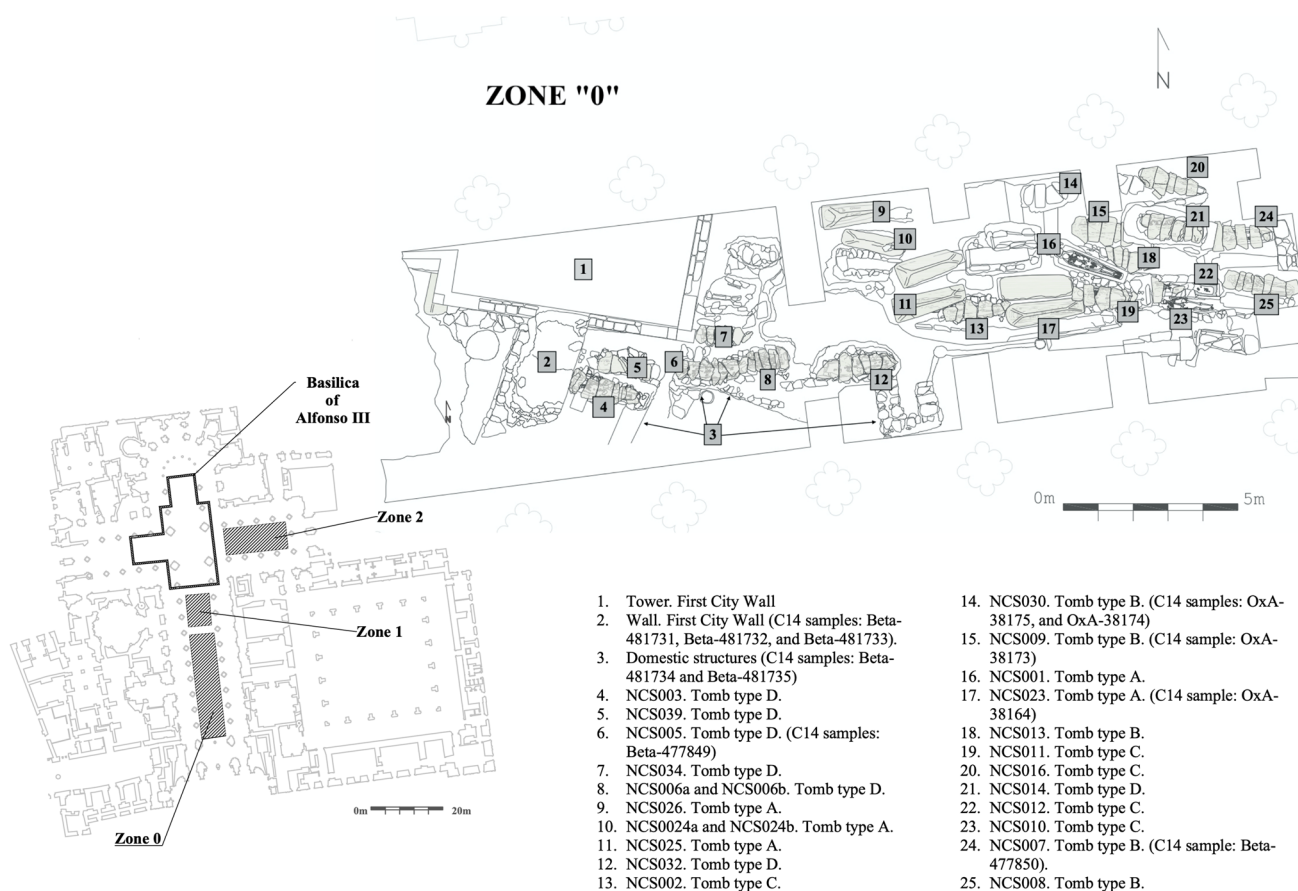 ZONE "0"
N
20
14
9
15
21
24
10
16
18
1
22
11
25
19
23
13
17
7
2
6
5
8
12
4
3
N
0m 5m
Basilica
of
Alfonso III
Zone 2
Zone 1
0m 20m
Zone 0
1. Tower. First City Wall
2. Wall. First City Wall (C14 samples: Beta-
481731, Beta-481732, and Beta-481733).
3. Domestic structures (C14 samples: Beta-
481734 and Beta-481735)
4. NCS003. Tomb type D.
5. NCS039. Tomb type D.
6. NCS005. Tomb type D. (C14 samples:
Beta-477849)
7. NCS034. Tomb type D.
8. NCS006a and NCS006b. Tomb type D.
9. NCS026. Tomb type A.
10. NCS0024a and NCS024b. Tomb type A.
11. NCS025. Tomb type A.
12. NCS032. Tomb type D.
13. NCS002. Tomb type C.
14. NCS030. Tomb type B. (C14 samples: OxA-
38175, and OxA-38174)
15. NCS009. Tomb type B. (C14 sample: OxA-
38173)
16. NCS001. Tomb type A.
17. NCS023. Tomb type A. (C14 sample: OxA-
38164)
18. NCS013. Tomb type B.
19. NCS011. Tomb type C.
20. NCS016. Tomb type C.
21. NCS014. Tomb type D.
22. NCS012. Tomb type C.
23. NCS010. Tomb type C.
24. NCS007. Tomb type B. (C14 sample: Beta-
477850).
25. NCS008. Tomb type B.